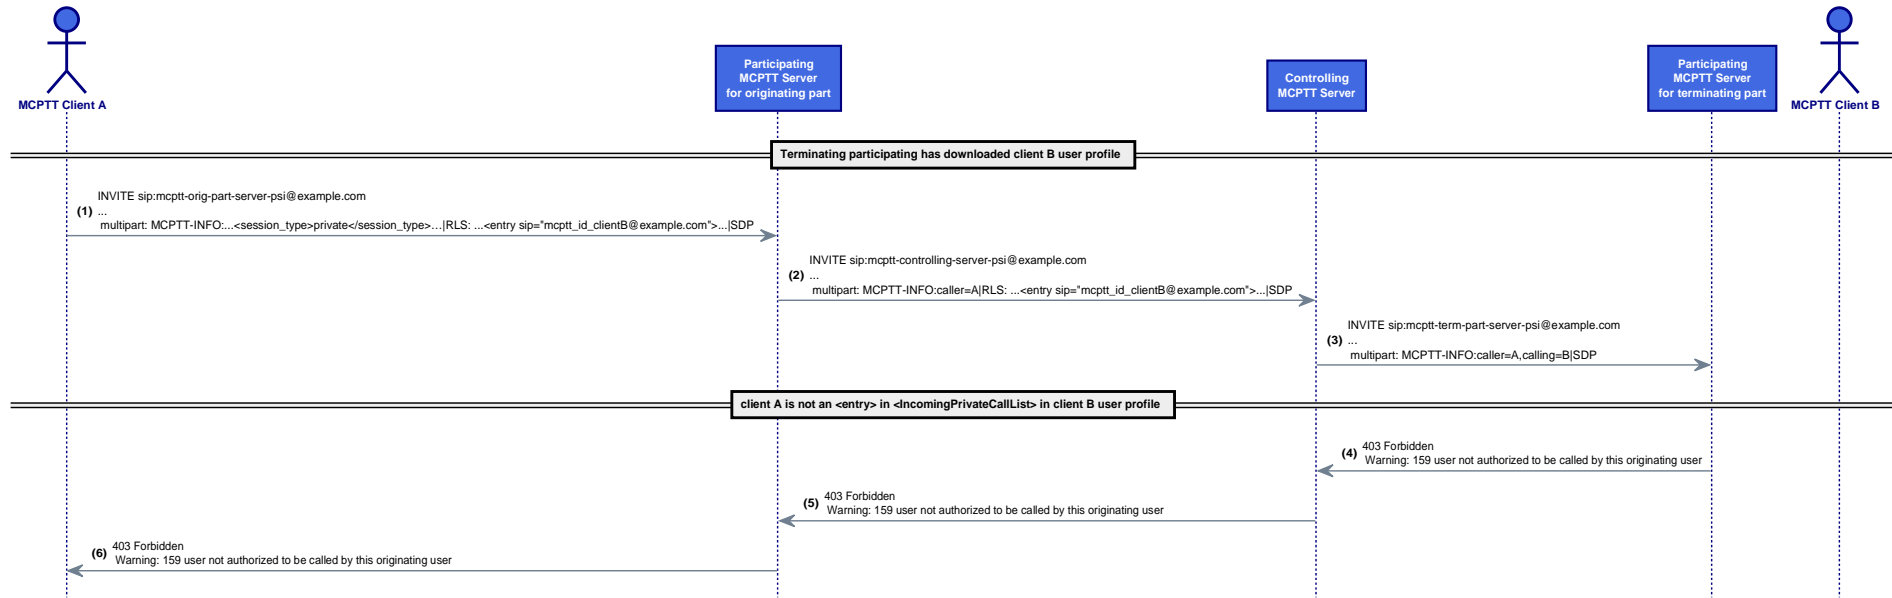 Participating
MCPTT Server
for originating part
Controlling
MCPTT Server
Participating
MCPTT Server
for terminating part
MCPTT Client A
MCPTT Client B
Terminating participating has downloaded client B user profile
INVITE sip:mcptt-orig-part-server-psi@example.com
(1) ...
multipart: MCPTT-INFO:...<session_type>private</session_type>...|RLS: ...<entry sip="mcptt_id_clientB@example.com">...|SDP
INVITE sip:mcptt-controlling-server-psi@example.com
(2) ...
multipart: MCPTT-INFO:caller=A|RLS: ...<entry sip="mcptt_id_clientB@example.com">...|SDP
INVITE sip:mcptt-term-part-server-psi@example.com
(3) ...
multipart: MCPTT-INFO:caller=A,calling=B|SDP
client A is not an <entry> in <IncomingPrivateCallList> in client B user profile
(4) 403 Forbidden
Warning: 159 user not authorized to be called by this originating user
(5) 403 Forbidden
Warning: 159 user not authorized to be called by this originating user
(6) 403 Forbidden
Warning: 159 user not authorized to be called by this originating user